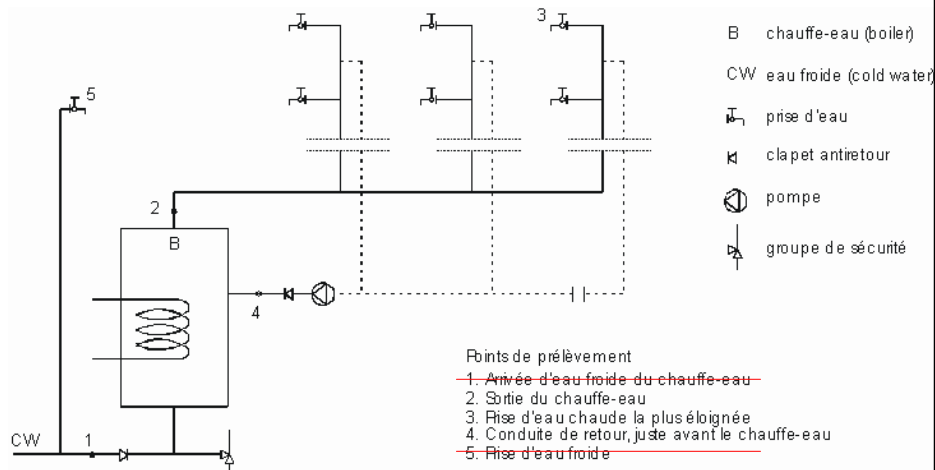 3
B chauffe-eau (boiler)
CW eau froide (cold water)
5
prise d'eau
clapet antiretour
pompe
2
B
groupe de sécurité
4
Points de prélèvement
1. Arrivée d'eau froide du chauffe-eau
2. Sortie du chauffe-eau
3. Prise d'eau chaude la plus éloignée
4. Conduite de retour, juste avant le chauffe-eau
5. Prise d'eau froide
CW 1